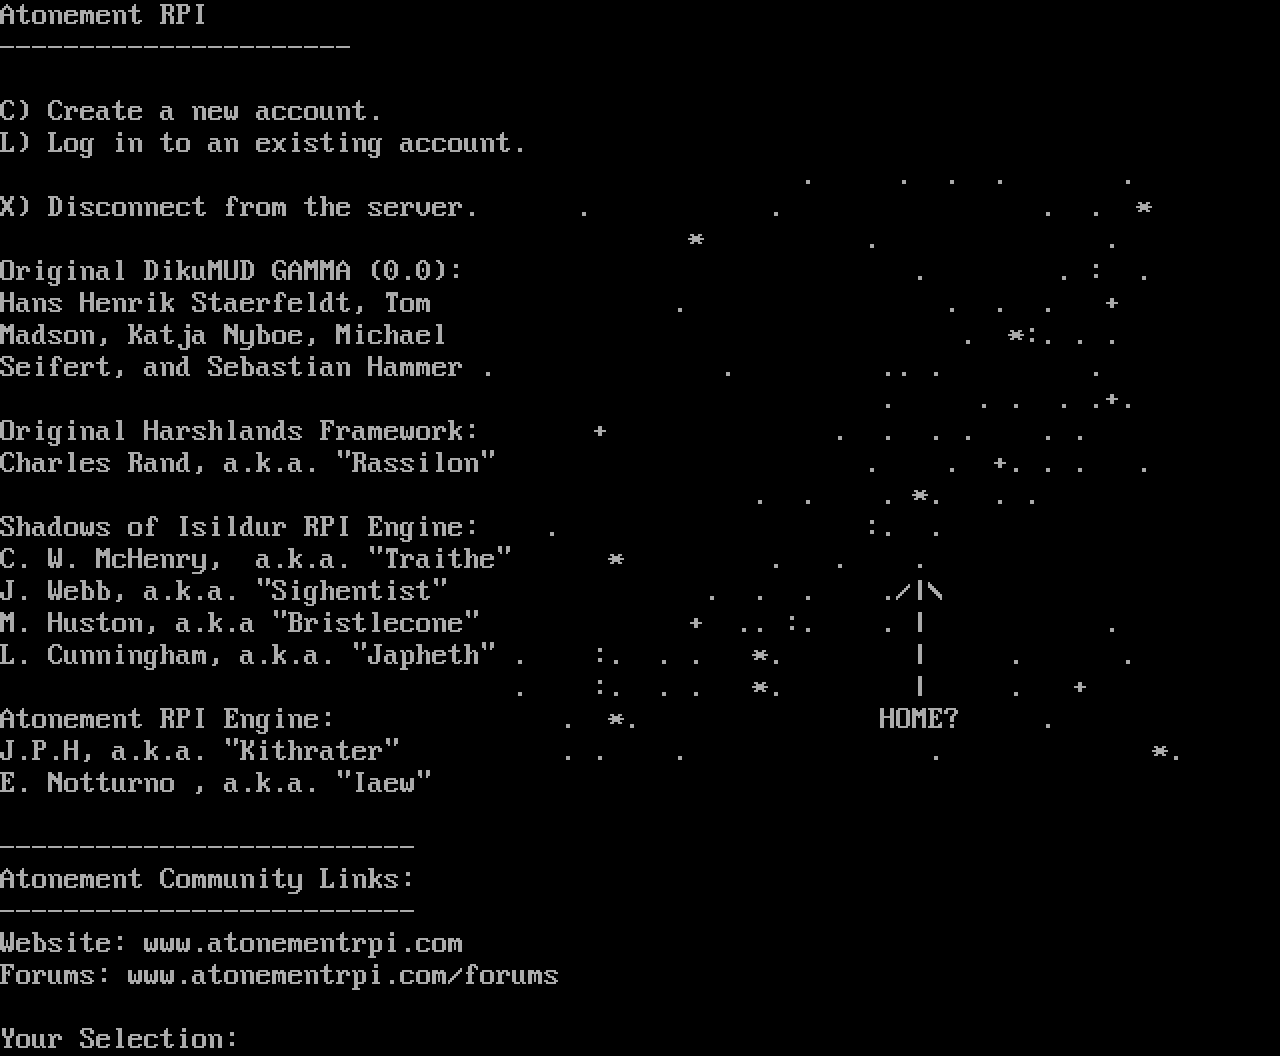 Atonement RPI
----------------------
C) Create a new account.
L) Log in to an existing account.
X) Disconnect from the server.
Original DikuMUD GAMMA (0.0):
Hans Henrik Staerfeldt, Tom
Madson, Katja Nyboe, Michael
Seifert, and Sebastian Hammer
Original Harshlands Framework:
Charles Rand, a.k.a. "Rassilon"
Shadows of Isildur RPI Engine:
C. W. McHenry,  a.k.a. "Traithe"
J. Webb, a.k.a. "Sighentist"
M. Huston, a.k.a "Bristlecone"
L. Cunningham, a.k.a. "Japheth"
HOME?
Atonement RPI Engine:
J.P.H, a.k.a. "Kithrater"
E. Notturno , a.k.a. "Iaew"
--------------------------
Atonement Community Links:
--------------------------
Website: www.atonementrpi.com
Forums: www.atonementrpi.com/forums
Your Selection: